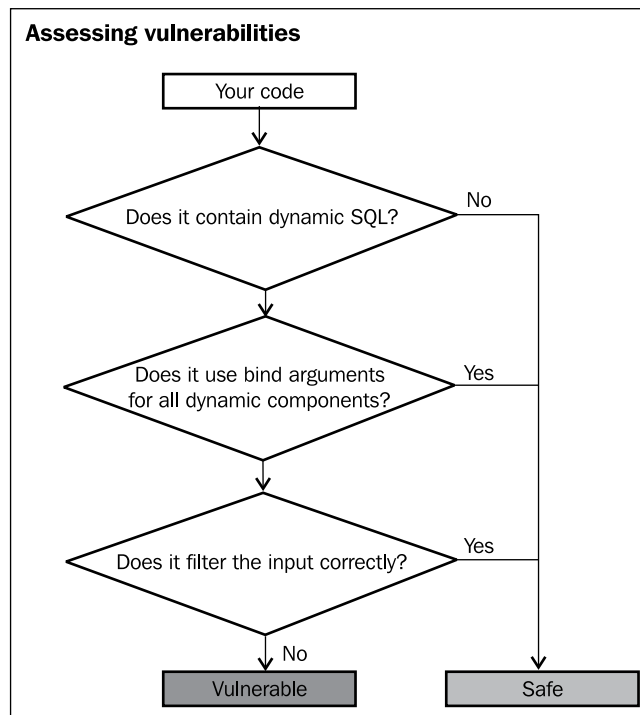 Assessing vulnerabilities
Your code
Does it contain dynamic SQL?
No
Does it use bind arguments
for all dynamic components?
Yes
Does it filter the input correctly?
Yes
No
Vulnerable
Safe